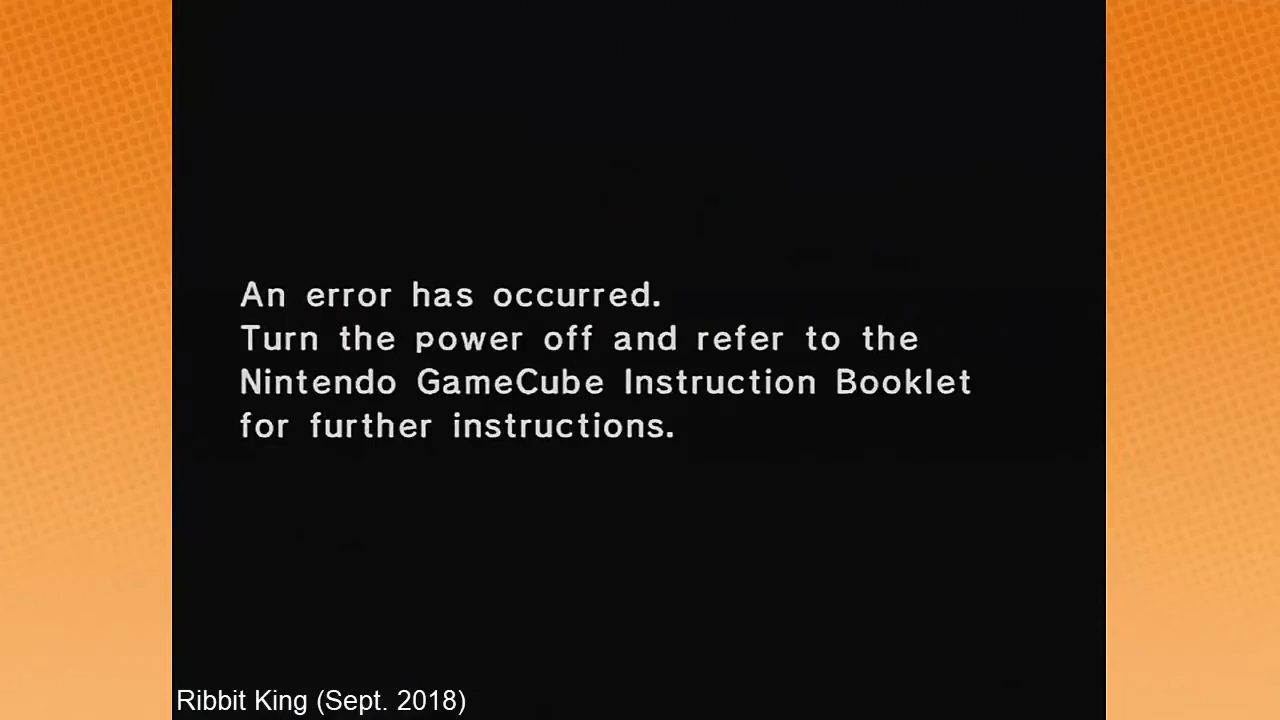 An error has occurred.
Turn the power off and refer to the
Nintendo GameCube Instruction Booklet
for further instructions.
Ribbit King (Sept. 2018)